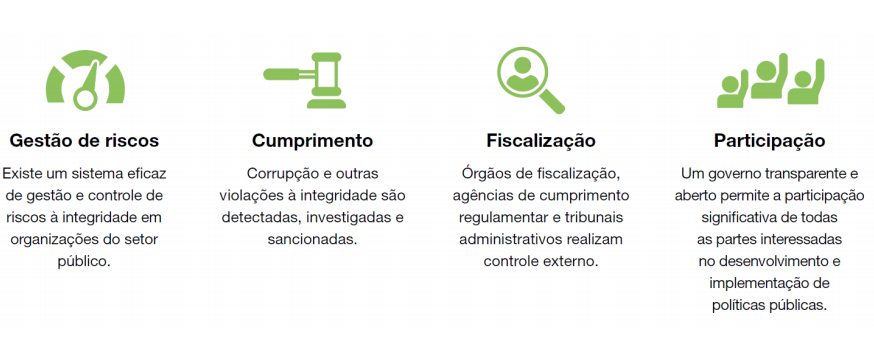 Gestão de riscos
Existe um sistema eficaz
de gestão e controle de
riscos à integridade em
organizações do setor
público.
Cumprimento
Corrupção e outras
violações à integridade são
detectadas, investigadas e
sancionadas.
Fiscalização
Órgãos de fiscalização,
agências de cumprimento
regulamentar e tribunais
administrativos realizam
controle externo.
Participação
Um governo transparente e
aberto permite a participação
significativa de todas
as partes interessadas
no desenvolvimento e
implementação de
políticas públicas.